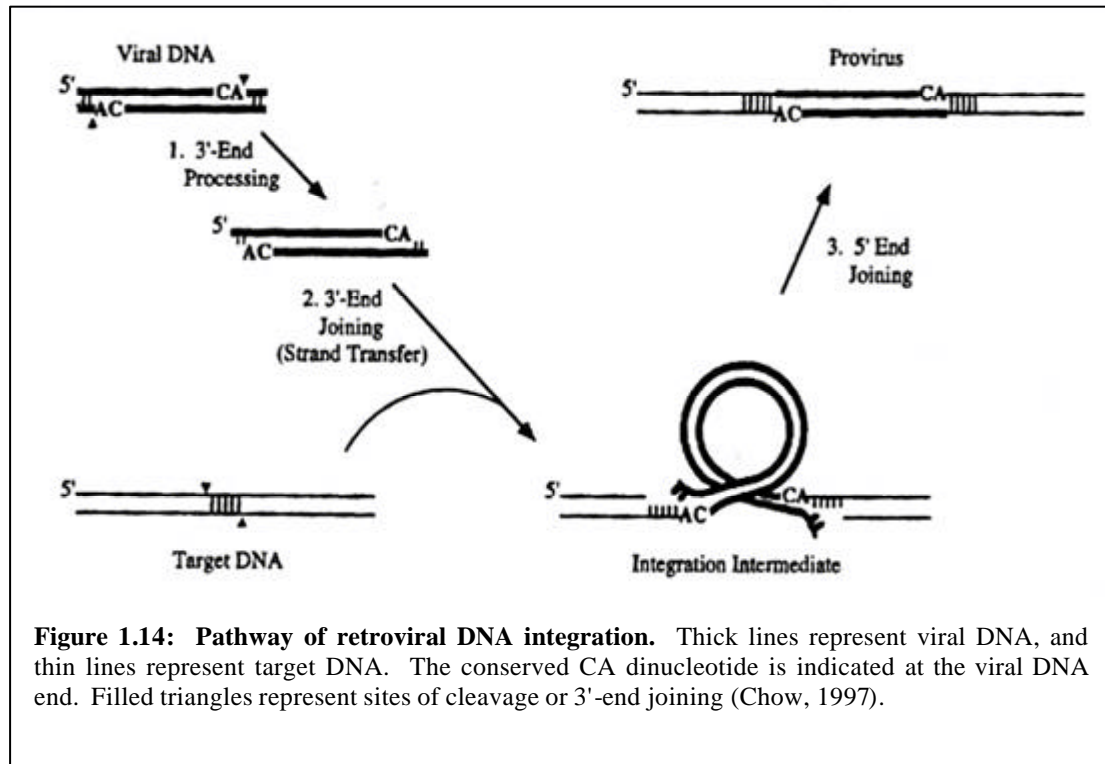 Viral DNA
5'
CA
AC
1. 3'-End
Processing
5'
CA
AC
2. 3'-End
Joining
(Strand Transfer)
5'
Target DNA
5'
CA
AC
Integration Intermediate
3. 5' End
Joining
Provirus
5'
CA
AC
Figure 1.14: Pathway of retroviral DNA integration. Thick lines represent viral DNA, and
thin lines represent target DNA. The conserved CA dinucleotide is indicated at the viral DNA
end. Filled triangles represent sites of cleavage or 3'-end joining (Chow, 1997).